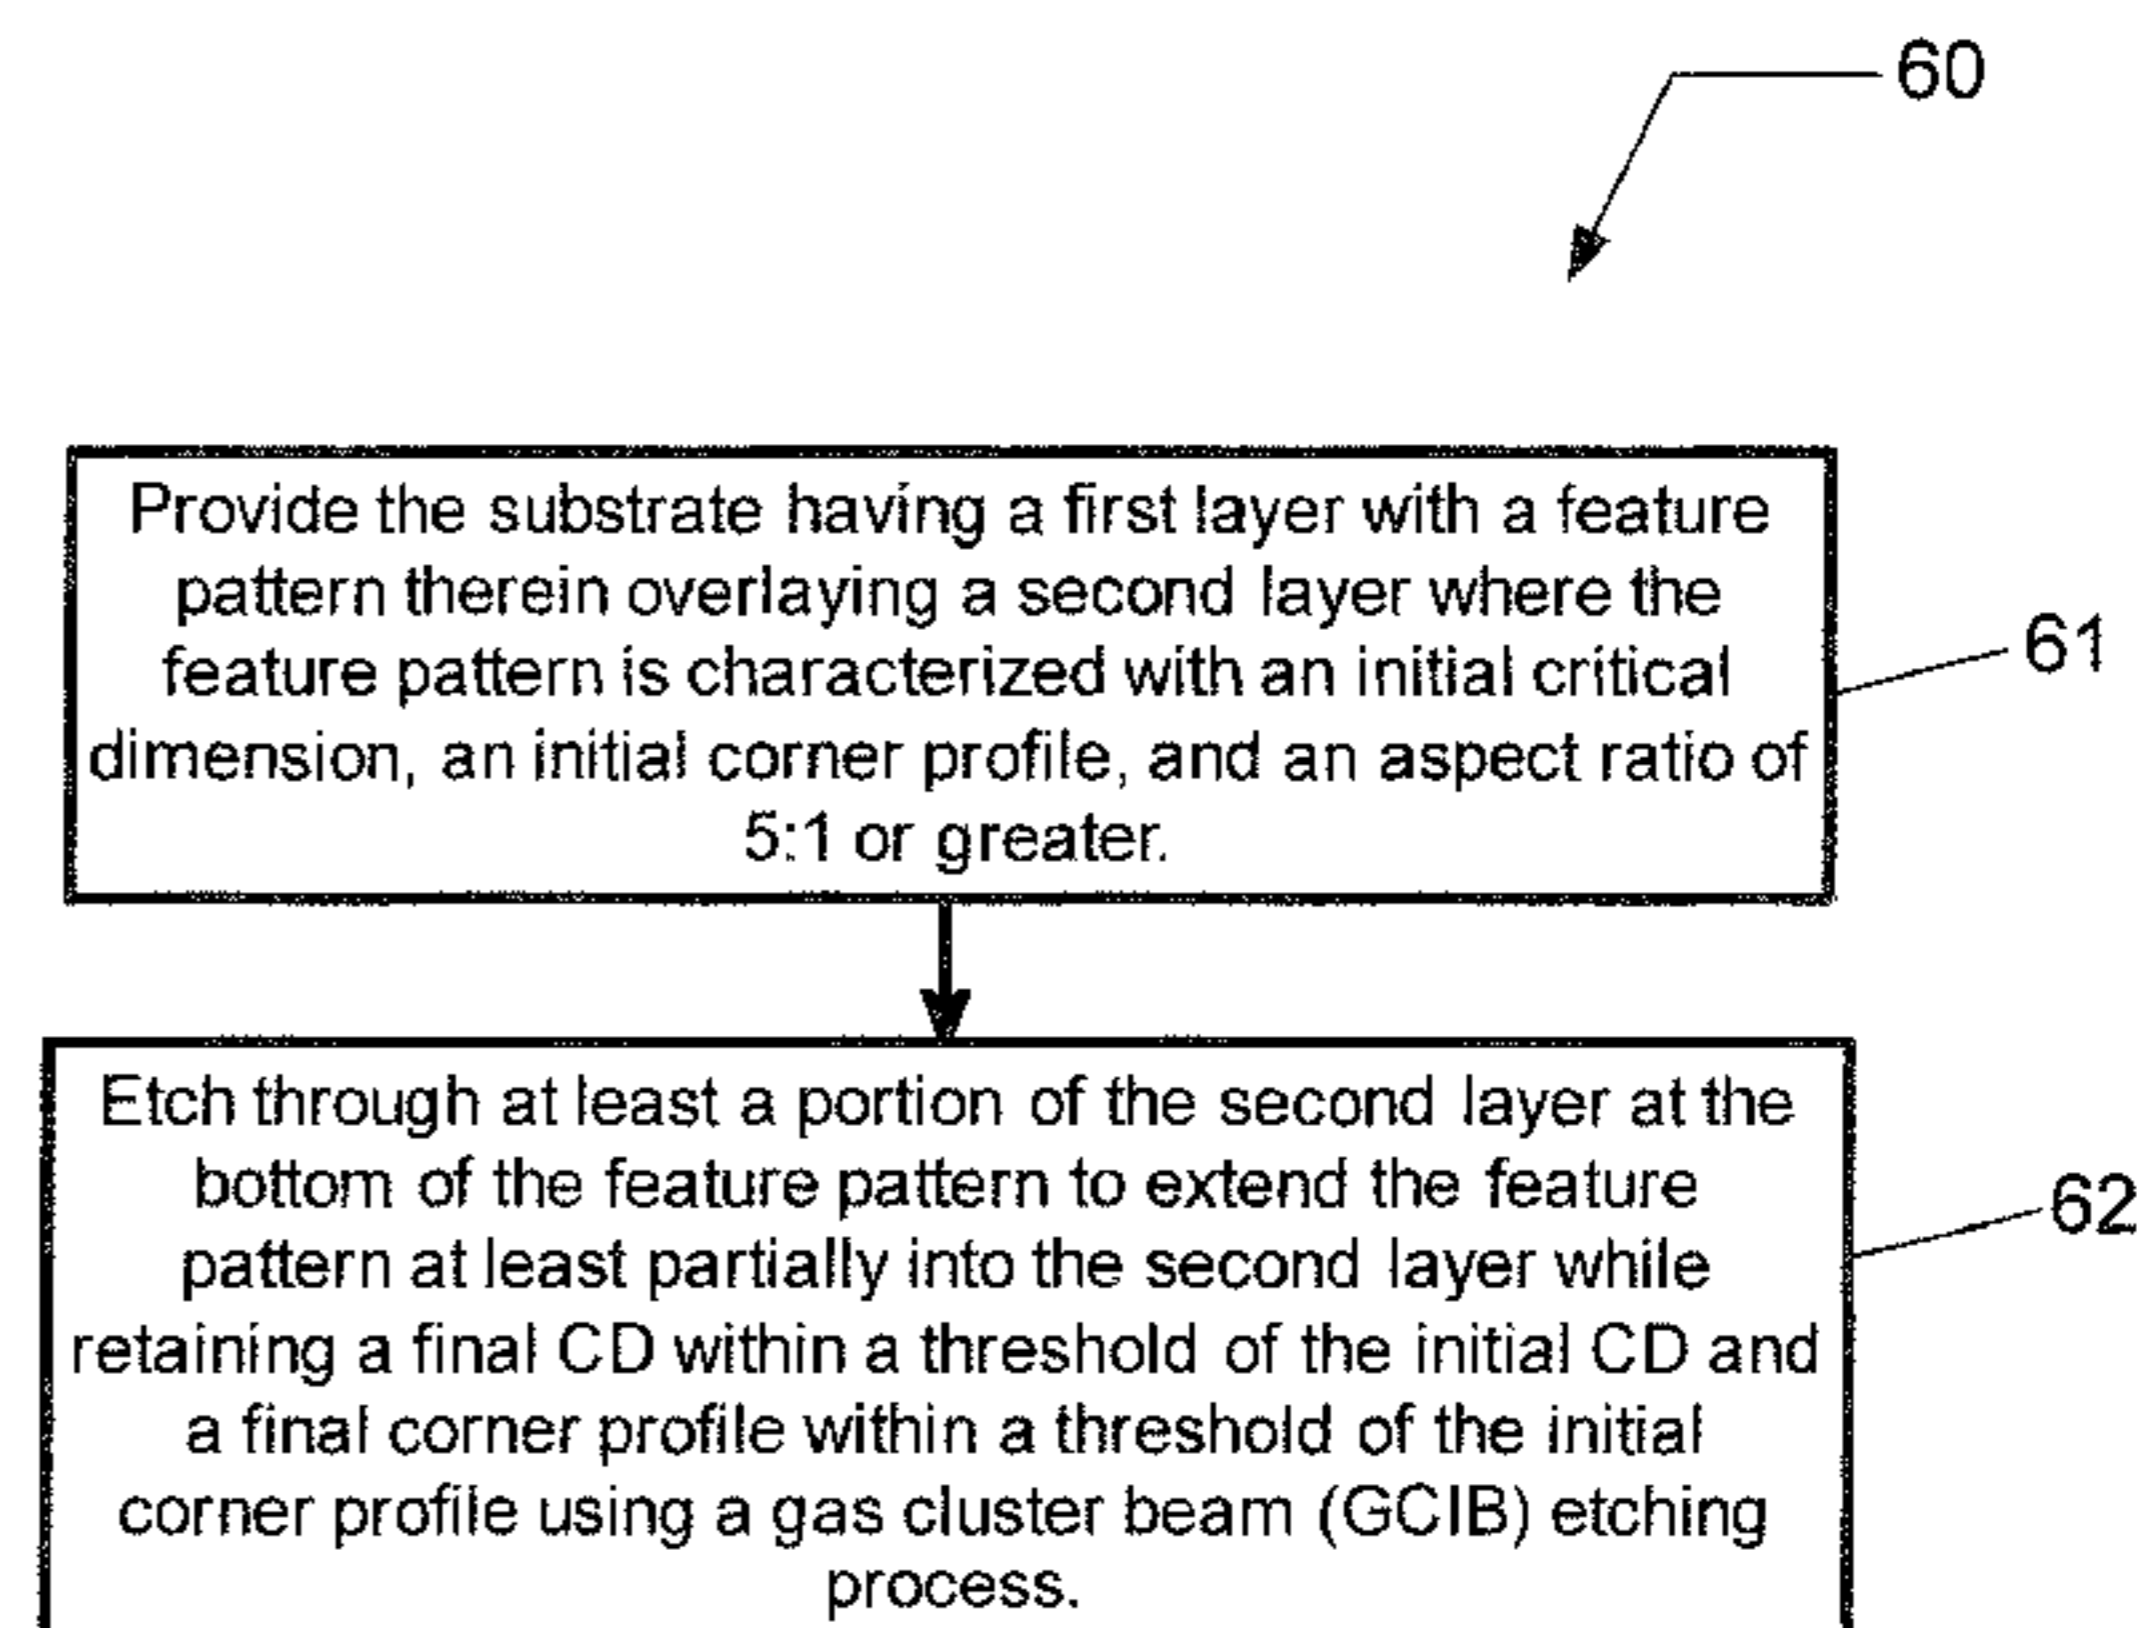 60
Provide the substrate having a first layer with a feature
pattern therein overlaying a second layer where the
feature pattern is characterized with an initial critical
dimension, an initial corner profile, and an aspect ratio of
5:1 or greater.
61
Etch through at least a portion of the second layer at the
bottom of the feature pattern to extend the feature
pattern at least partially into the second layer while
retaining a final CD within a threshold of the initial CD and
a final corner profile within a threshold of the initial
corner profile using a gas cluster beam (GCIB) etching
process.
62